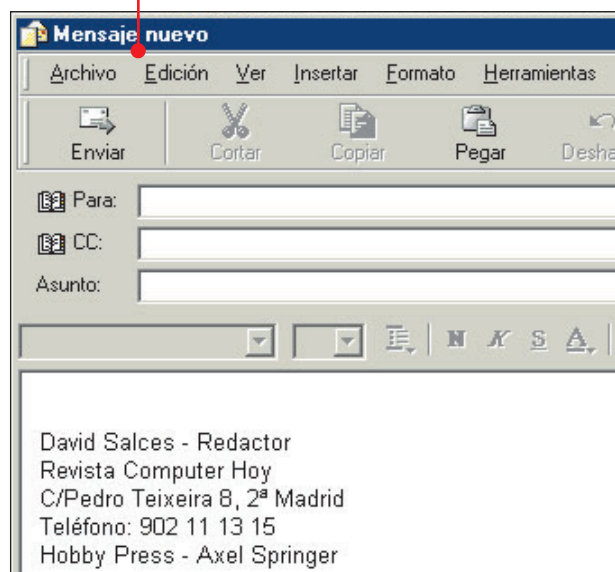 Mensaje nuevo
Archivo Edición Ver Insertar Formato Herramientas
Enviar Cortar Copiar Pegar Desha
Para:
CC:
Asunto:
N K S A
David Salces - Redactor
Revista Computer Hoy
C/Pedro Teixeira 8, 2ª Madrid
Teléfono: 902 11 13 15
Hobby Press - Axel Springer